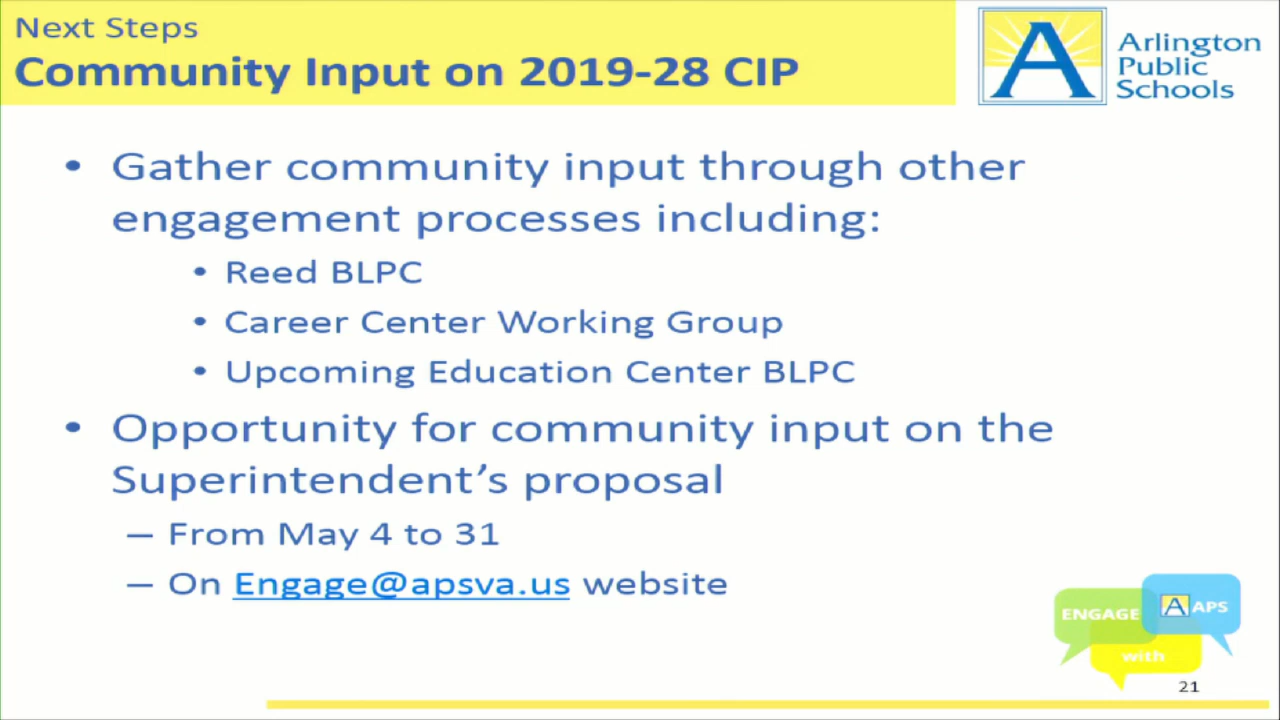 Next Steps
Community Input on 2019-28 CIP
A
Arlington
Public
Schools
• Gather community input through other
engagement processes including:
• Reed BLPC
• Career Center Working Group
• Upcoming Education Center BLPC
• Opportunity for community input on the
Superintendent’s proposal
– From May 4 to 31
– On Engage@apsva.us website
ENGAGE
A APS
with
21